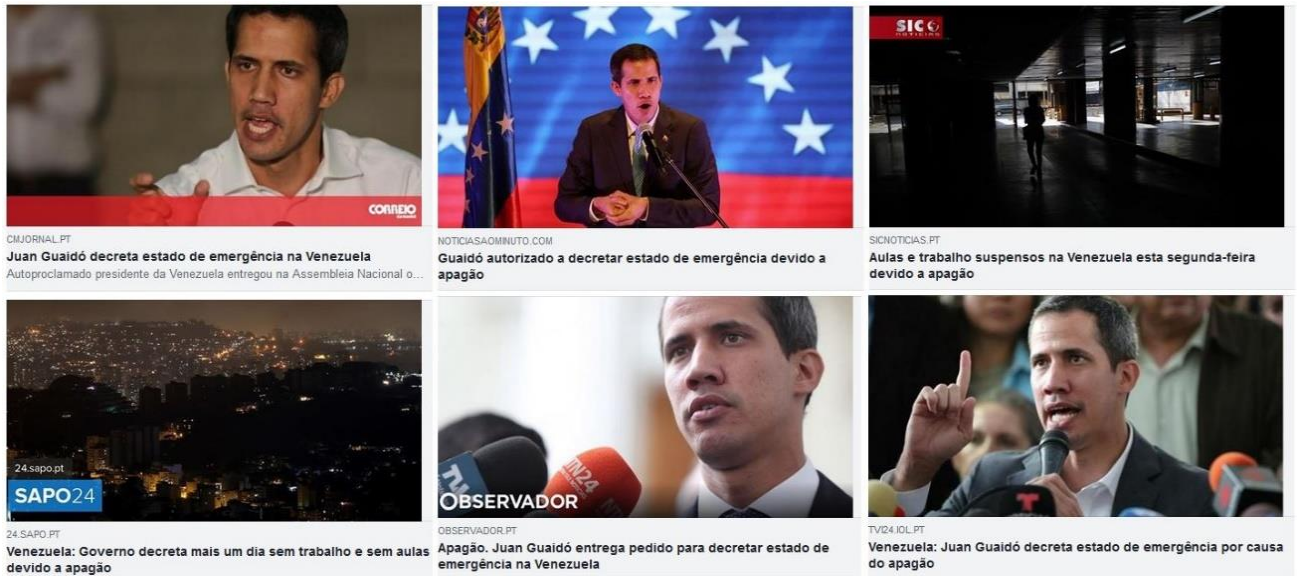 CORREIO
CMJORNAL.PT
Juan Guaidó decreta estado de emergência na Venezuela
Autoproclamado presidente da Venezuela entregou na Assembleia Nacional o...
NOTICIASAOMINUTO.COM
Guaidó autorizado a decretar estado de emergência devido a
apagão
SIC
NOTÍCIAS
SICNOTICIAS.PT
Aulas e trabalho suspensos na Venezuela esta segunda-feira
devido a apagão
24.sapo.pt
SAPO24
24.SAPO.PT
Venezuela: Governo decreta mais um dia sem trabalho e sem aulas
devido a apagão
NTN24
OBSERVADOR
OBSERVADOR.PT
Apagão. Juan Guaidó entrega pedido para decretar estado de
emergência na Venezuela
TVI24.IOL.PT
Venezuela: Juan Guaidó decreta estado de emergência por causa
do apagão